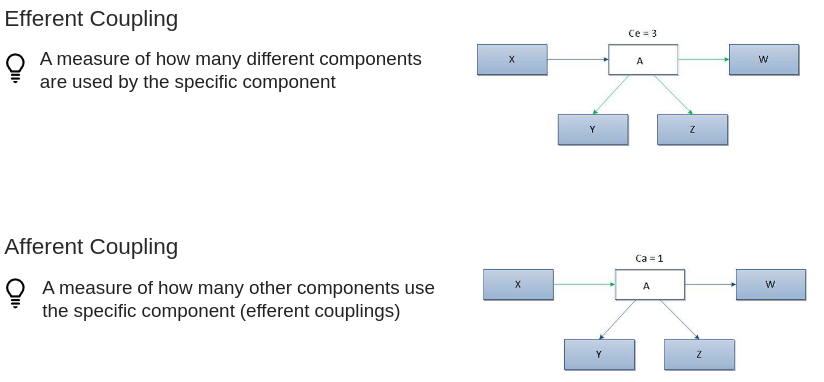 Efferent Coupling
A measure of how many different components
are used by the specific component
Ce = 3
X
A
W
Y
Z
Afferent Coupling
A measure of how many other components use
the specific component (efferent couplings)
Ca = 1
X
A
W
Y
Z